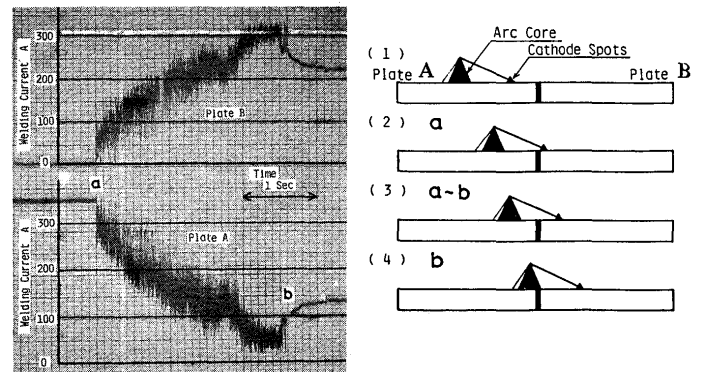 Welding Current A
300
200
100
0
Plate B
a
Time
1 Sec
Welding Current A
300
200
100
0
Plate A
b
Arc Core
Cathode Spots
( 1 )
Plate A
Plate B
( 2 ) a
( 3 ) a~b
( 4 ) b